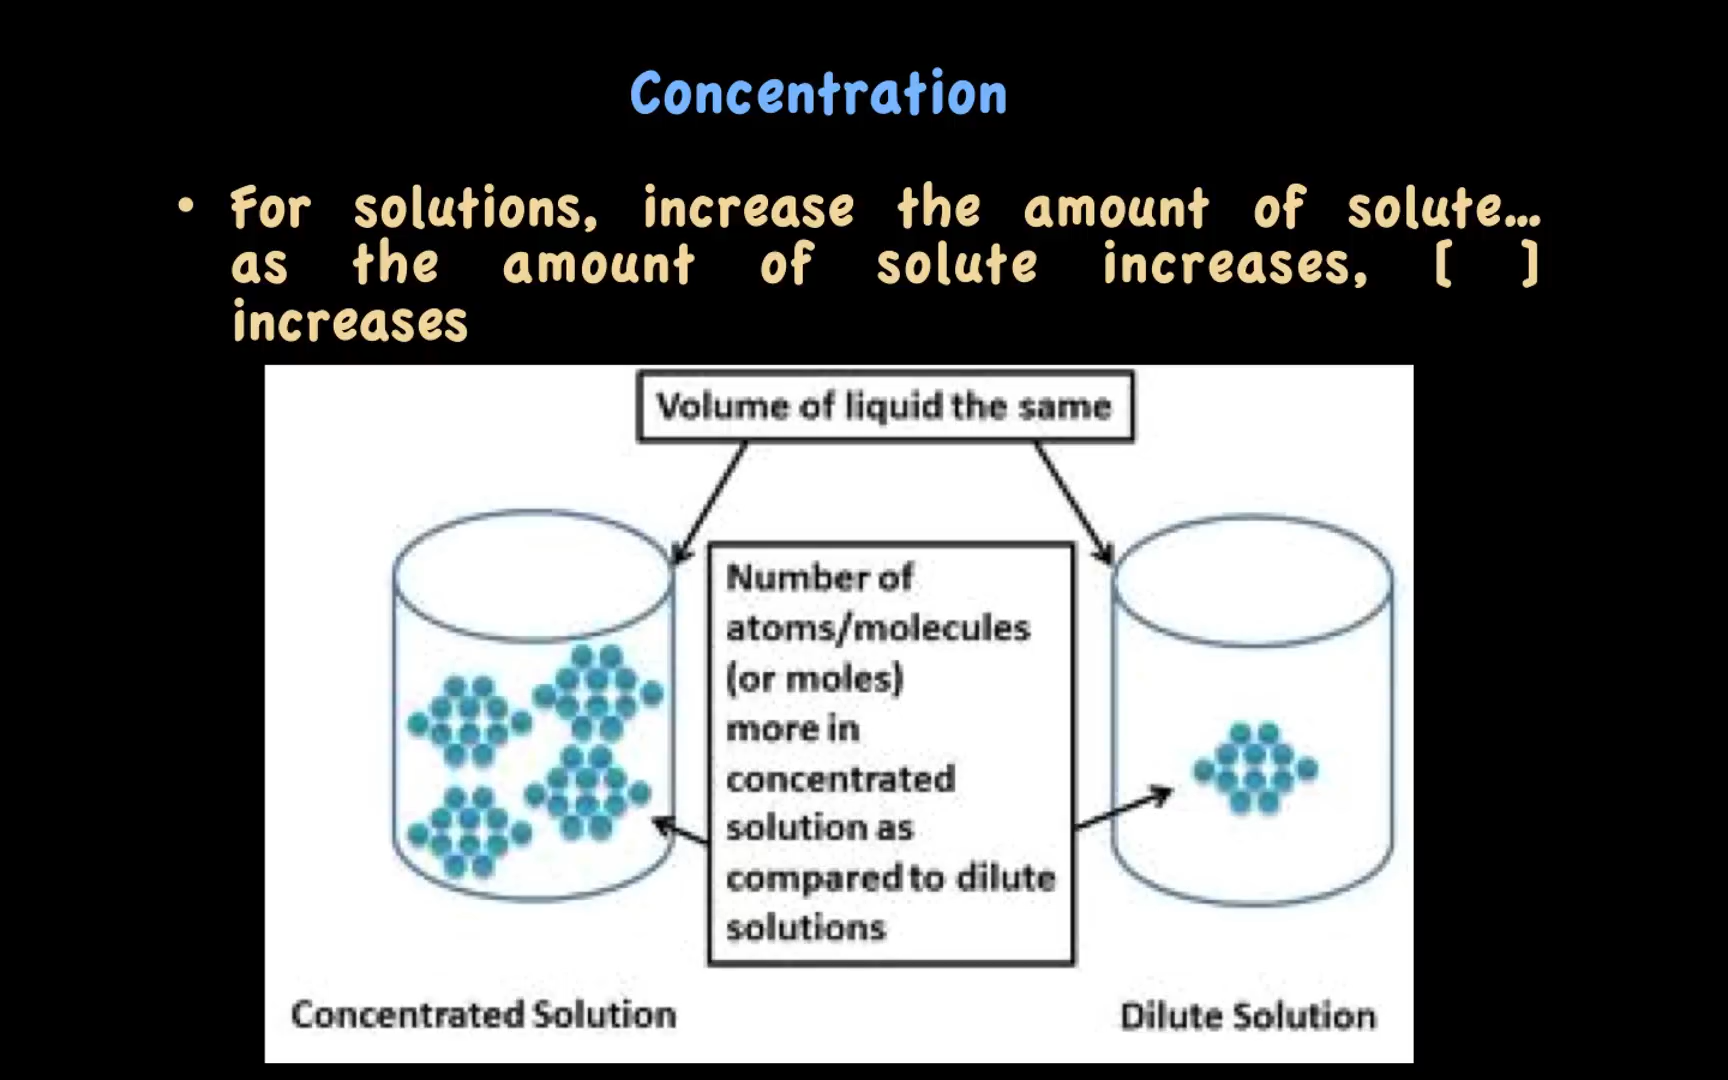 Concentration
• For solutions, increase the amount of solute...
as the amount of solute increases, [ ]
increases
Volume of liquid the same
Number of
atoms/molecules
(or moles)
more in
concentrated
solution as
compared to dilute
solutions
Concentrated Solution
Dilute Solution